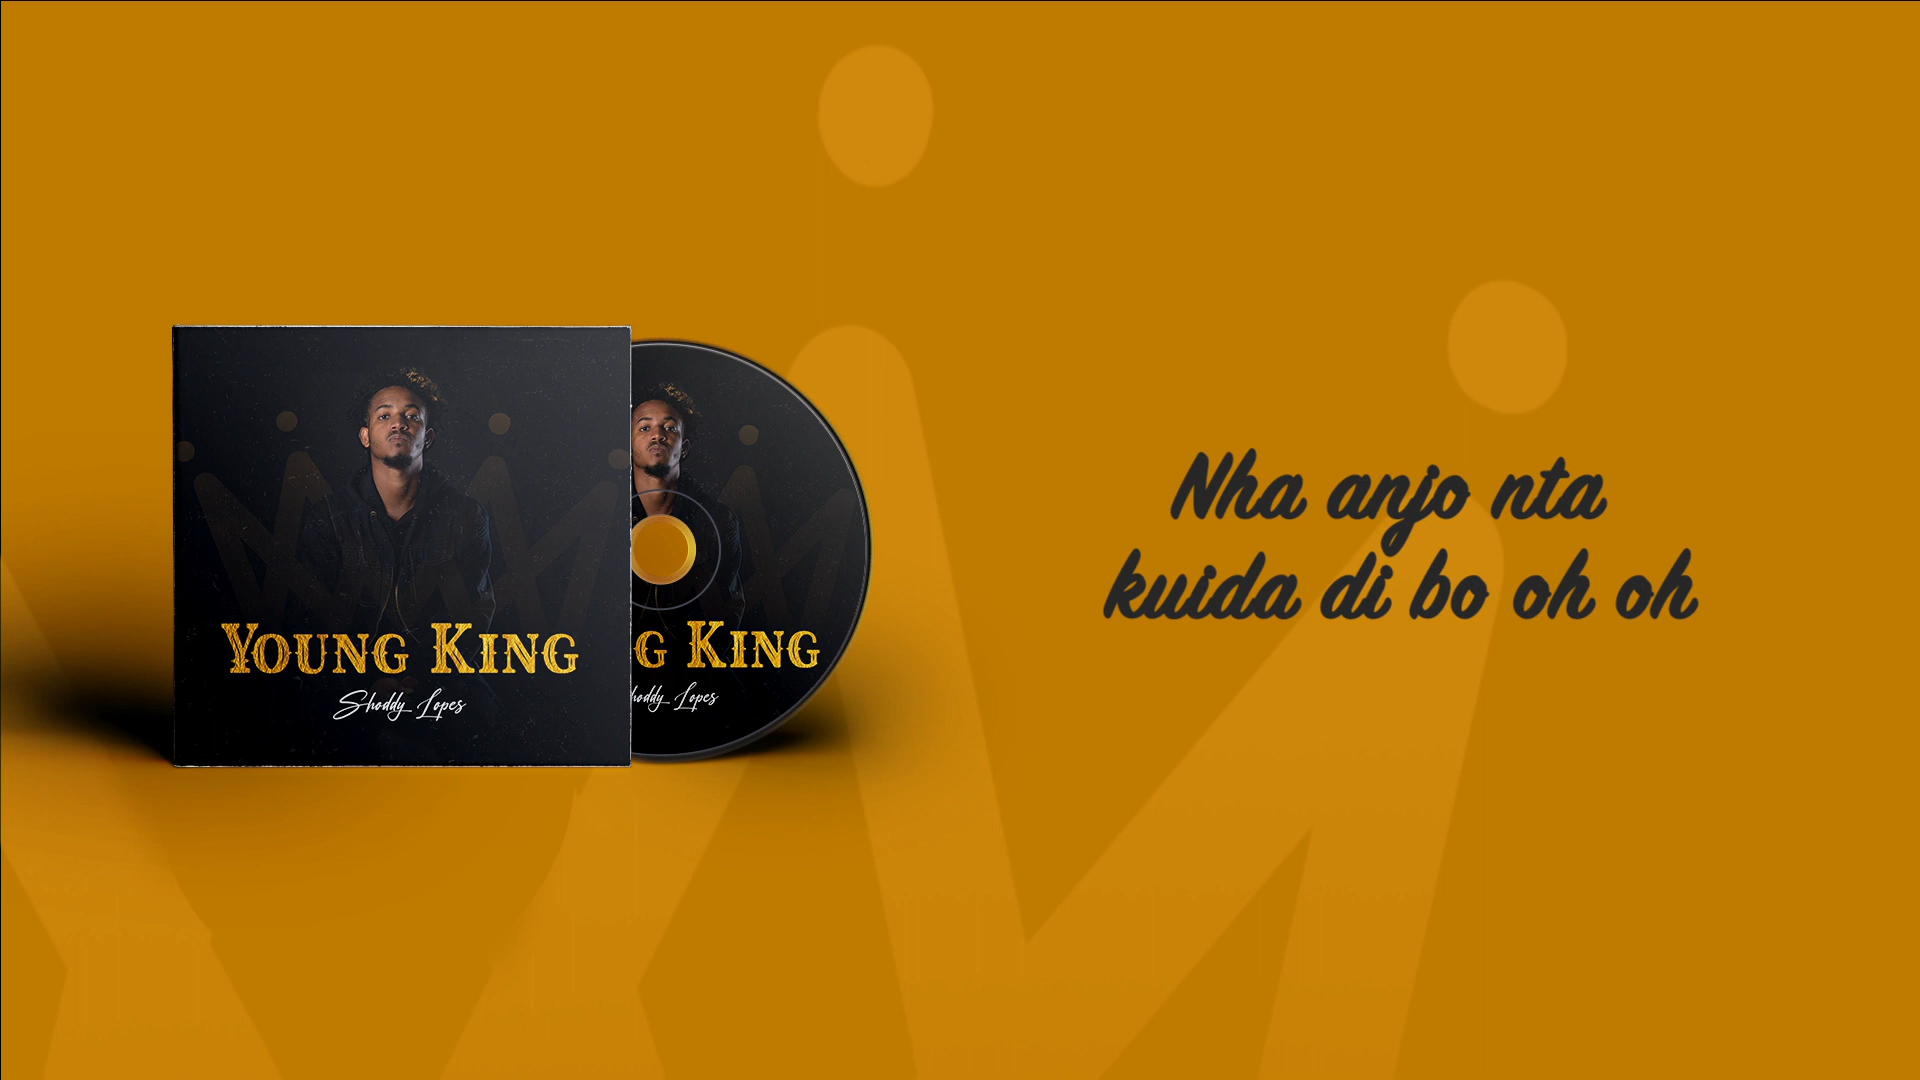 Young King
Shoddy Lopes
g King
hoddy Lopes
Nha anjo nta
kuida di bo oh oh